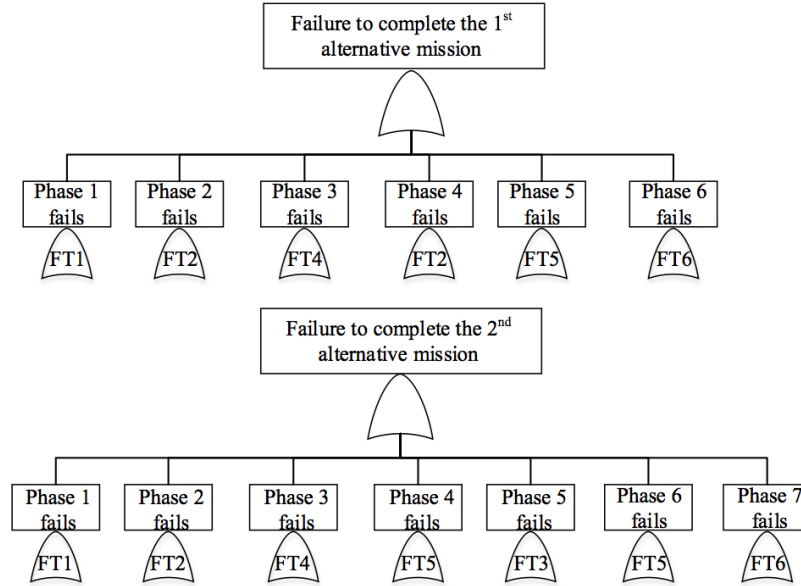 Failure to complete the 1st
alternative mission
Phase 1
fails
Phase 2
fails
Phase 3
fails
Phase 4
fails
Phase 5
fails
Phase 6
fails
FT1
FT2
FT4
FT2
FT5
FT6
Failure to complete the 2nd
alternative mission
Phase 1
fails
Phase 2
fails
Phase 3
fails
Phase 4
fails
Phase 5
fails
Phase 6
fails
Phase 7
fails
FT1
FT2
FT4
FT5
FT3
FT5
FT6